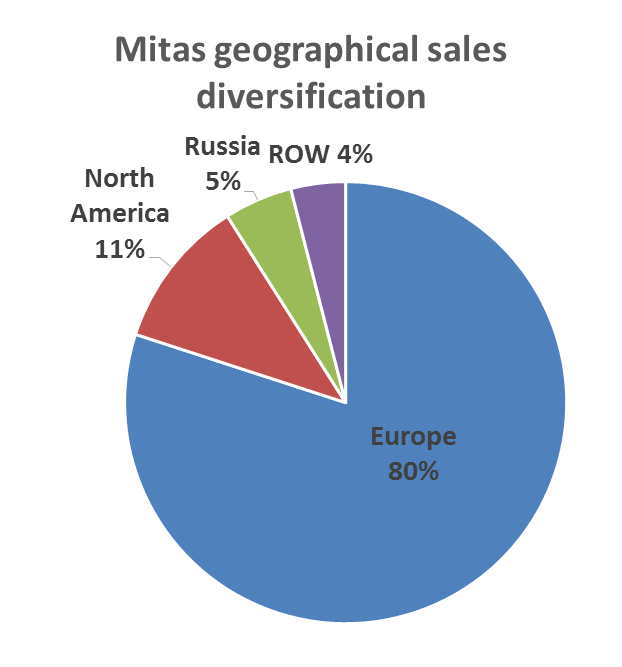 Mitas geographical sales
diversification
Russia
5%
ROW 4%
North
America
11%
Europe
80%